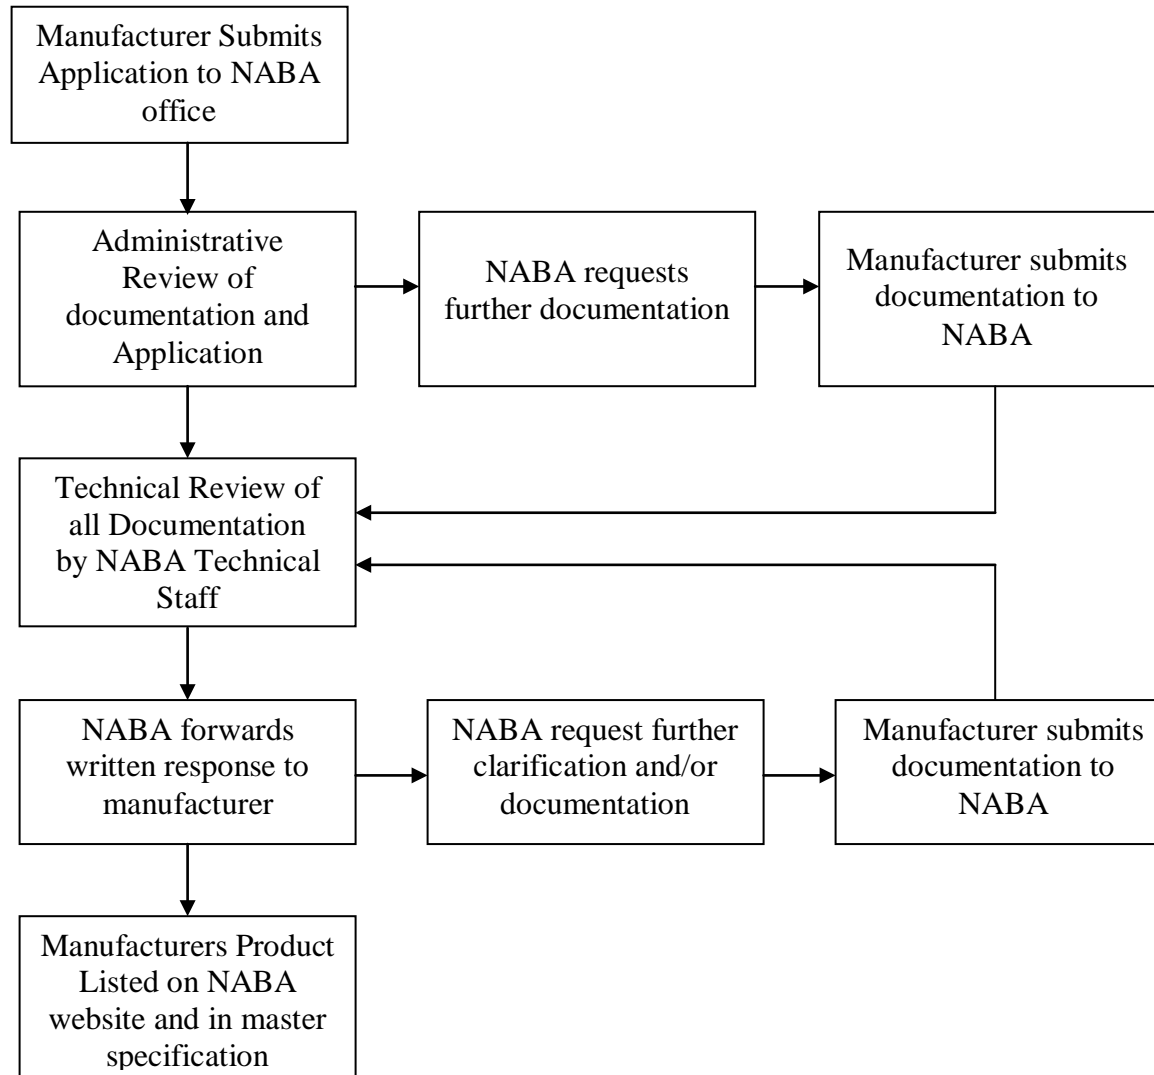 Manufacturer Submits
Application to NABA
office
Administrative
Review of
documentation and
Application
NABA requests
further documentation
Manufacturer submits
documentation to
NABA
Technical Review of
all Documentation
by NABA Technical
Staff
NABA forwards
written response to
manufacturer
NABA request further
clarification and/or
documentation
Manufacturer submits
documentation to
NABA
Manufacturers Product
Listed on NABA
website and in master
specification